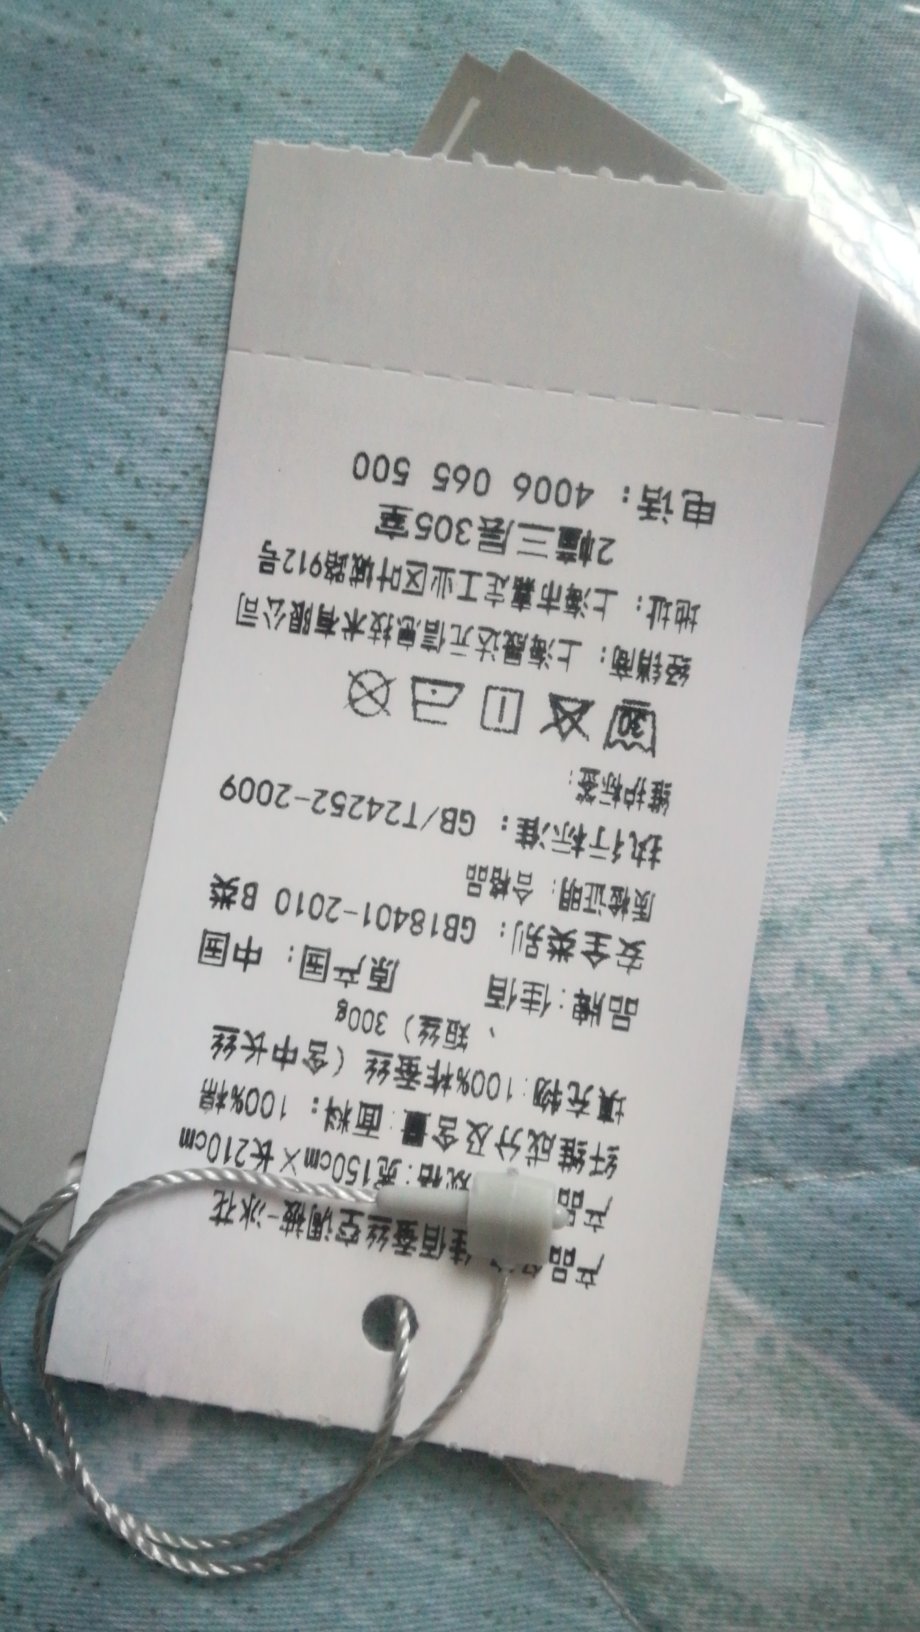 产品 佳佰蚕丝空调被-冰花
产品规格:宽150cm×长210cm
纤维成分及含量:面料: 100%棉
填充物:100%柞蚕丝 (含中长丝
、短丝) 300g
品牌:佳佰 原产国: 中国
安全类别: GB18401-2010 B类
质检证明: 合格品
执行标准: GB/T24252-2009
维护标签:
30
经销商: 上海晟达元信息技术有限公司
地址: 上海市嘉定工业区叶城路912号
2幢三层305室
电话: 4006 065 500